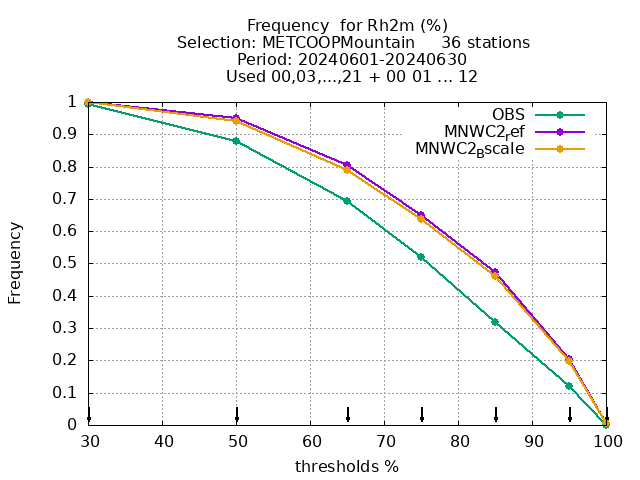 Frequency  for Rh2m (%)
Selection: METCOOPMountain     36 stations
Period: 20240601-20240630
Used 00,03,...,21 + 00 01 ... 12
OBS
MNWC2ref
MNWC2Bscale
1
0.9
0.8
0.7
0.6
0.5
0.4
0.3
0.2
0.1
0
Frequency
30 40 50 60 70 80 90 100
thresholds %